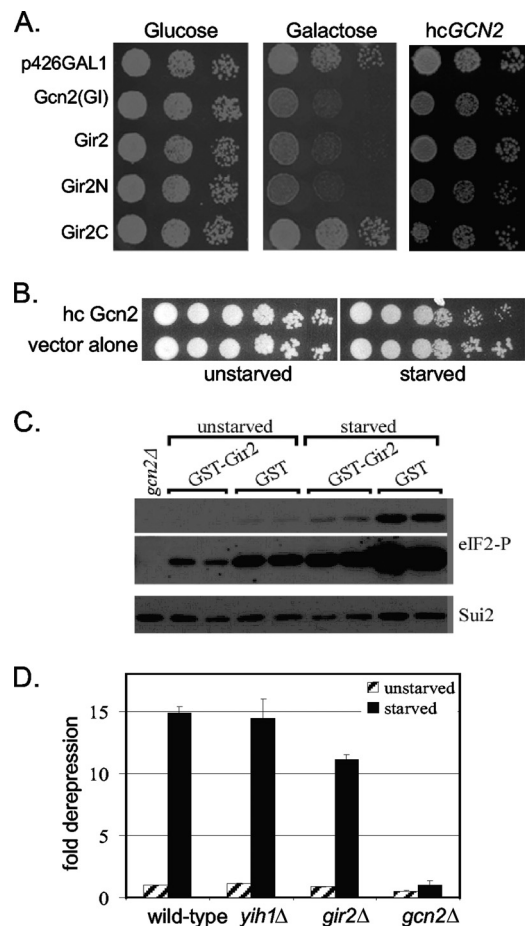 A.
Glucose Galactose hcGCN2
p426GAL1
Gcn2(GI)
Gir2
Gir2N
Gir2C
B.
hc Gcn2
vector alone
unstarved starved
C.
unstarved starved
gcn2Δ GST-Gir2 GST GST-Gir2 GST
eIF2-P
Sui2
D.
fold derepression
unstarved
starved
15
10
5
0
wild-type yih1Δ gir2Δ gcn2Δ